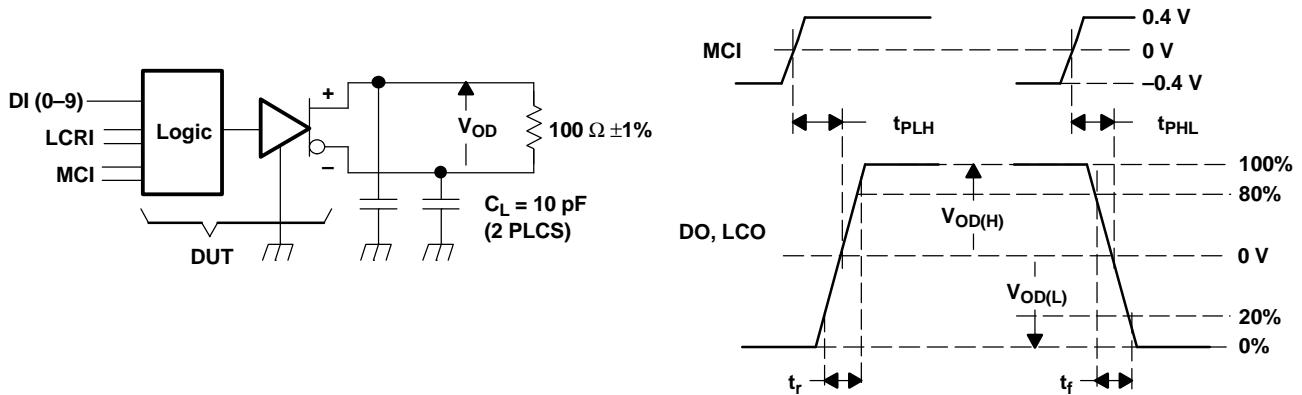 DI (0–9)
LCRI
MCI
Logic
+
–
V_OD
100 Ω ±1%
C_L = 10 pF
(2 PLCS)
DUT
MCI
0.4 V
0 V
–0.4 V
t_PLH
t_PHL
DO, LCO
V_OD(H)
V_OD(L)
100%
80%
0 V
20%
0%
t_r
t_f